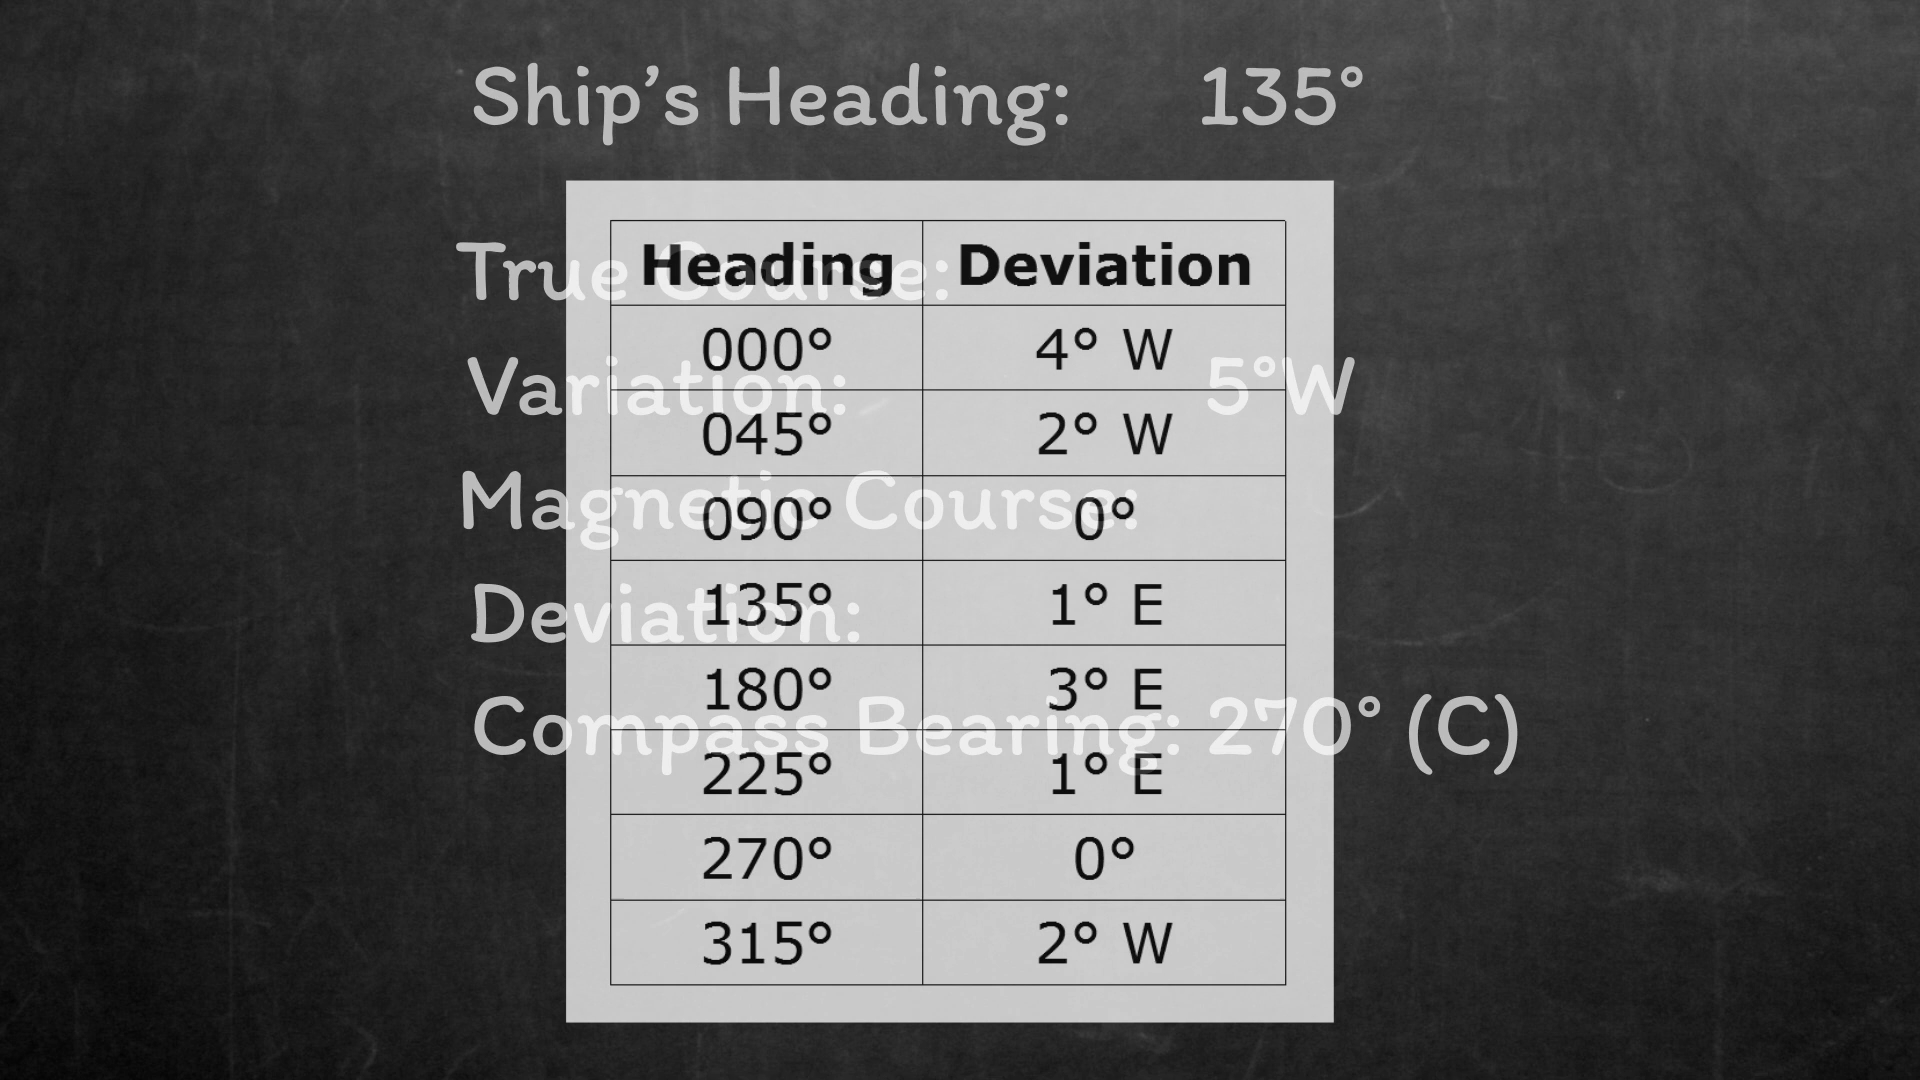 Ship's Heading: 135°
True Course:
Variation: 5°W
Magnetic Course:
Deviation:
Compass Bearing: 270° (C)
Heading Deviation
000° 4° W
045° 2° W
090° 0°
135° 1° E
180° 3° E
225° 1° E
270° 0°
315° 2° W